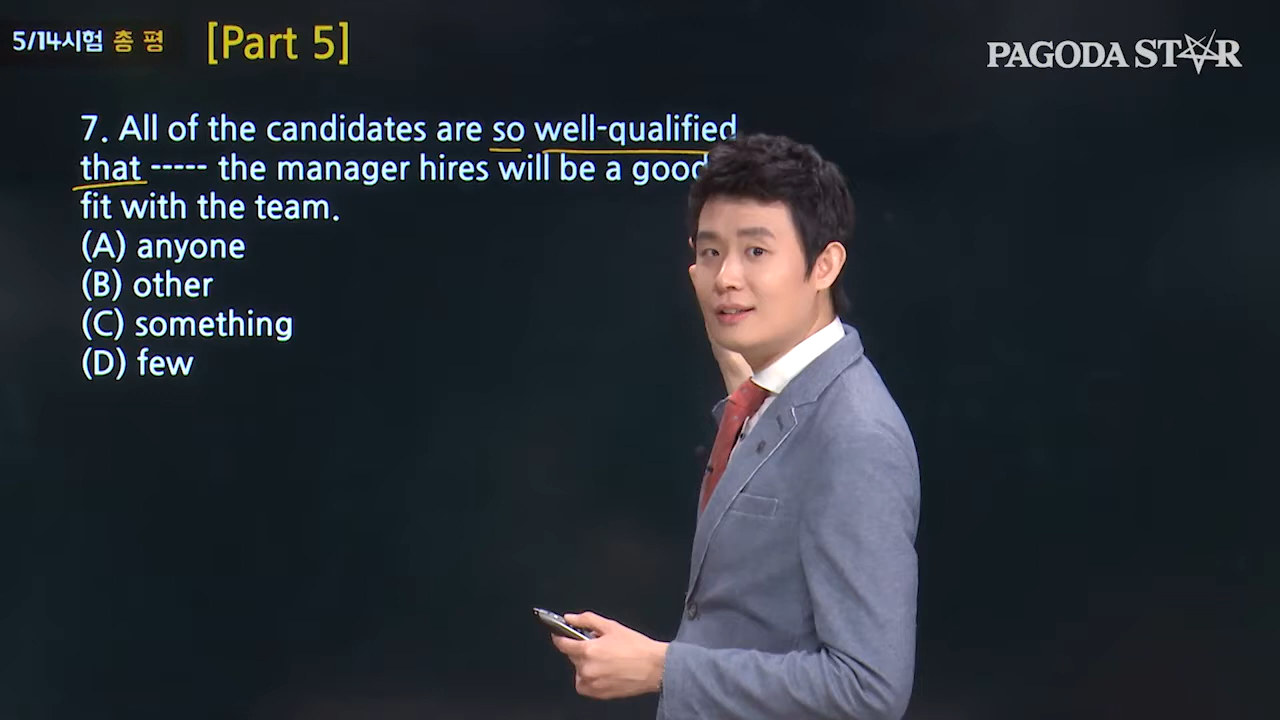 5/14시험 총 평
[Part 5]
PAGODA STAR
7. All of the candidates are so well-qualified
that ----- the manager hires will be a good
fit with the team.
(A) anyone
(B) other
(C) something
(D) few